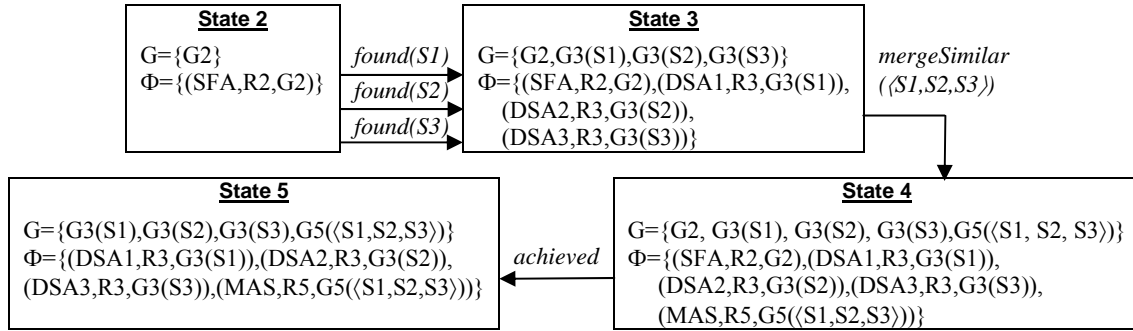 State 2
G={G2}
Φ={(SFA,R2,G2)}
found(S1)
found(S2)
found(S3)
State 3
G={G2,G3(S1),G3(S2),G3(S3)}
Φ={(SFA,R2,G2),(DSA1,R3,G3(S1)),
(DSA2,R3,G3(S2)),
(DSA3,R3,G3(S3))}
mergeSimilar
(⟨S1,S2,S3⟩)
State 5
G={G3(S1),G3(S2),G3(S3),G5(⟨S1,S2,S3⟩)}
Φ={(DSA1,R3,G3(S1)),(DSA2,R3,G3(S2)),
(DSA3,R3,G3(S3)),(MAS,R5,G5(⟨S1,S2,S3⟩))}
achieved
State 4
G={G2, G3(S1), G3(S2), G3(S3),G5(⟨S1, S2, S3⟩)}
Φ={(SFA,R2,G2),(DSA1,R3,G3(S1)),
(DSA2,R3,G3(S2)),(DSA3,R3,G3(S3)),
(MAS,R5,G5(⟨S1,S2,S3⟩))}